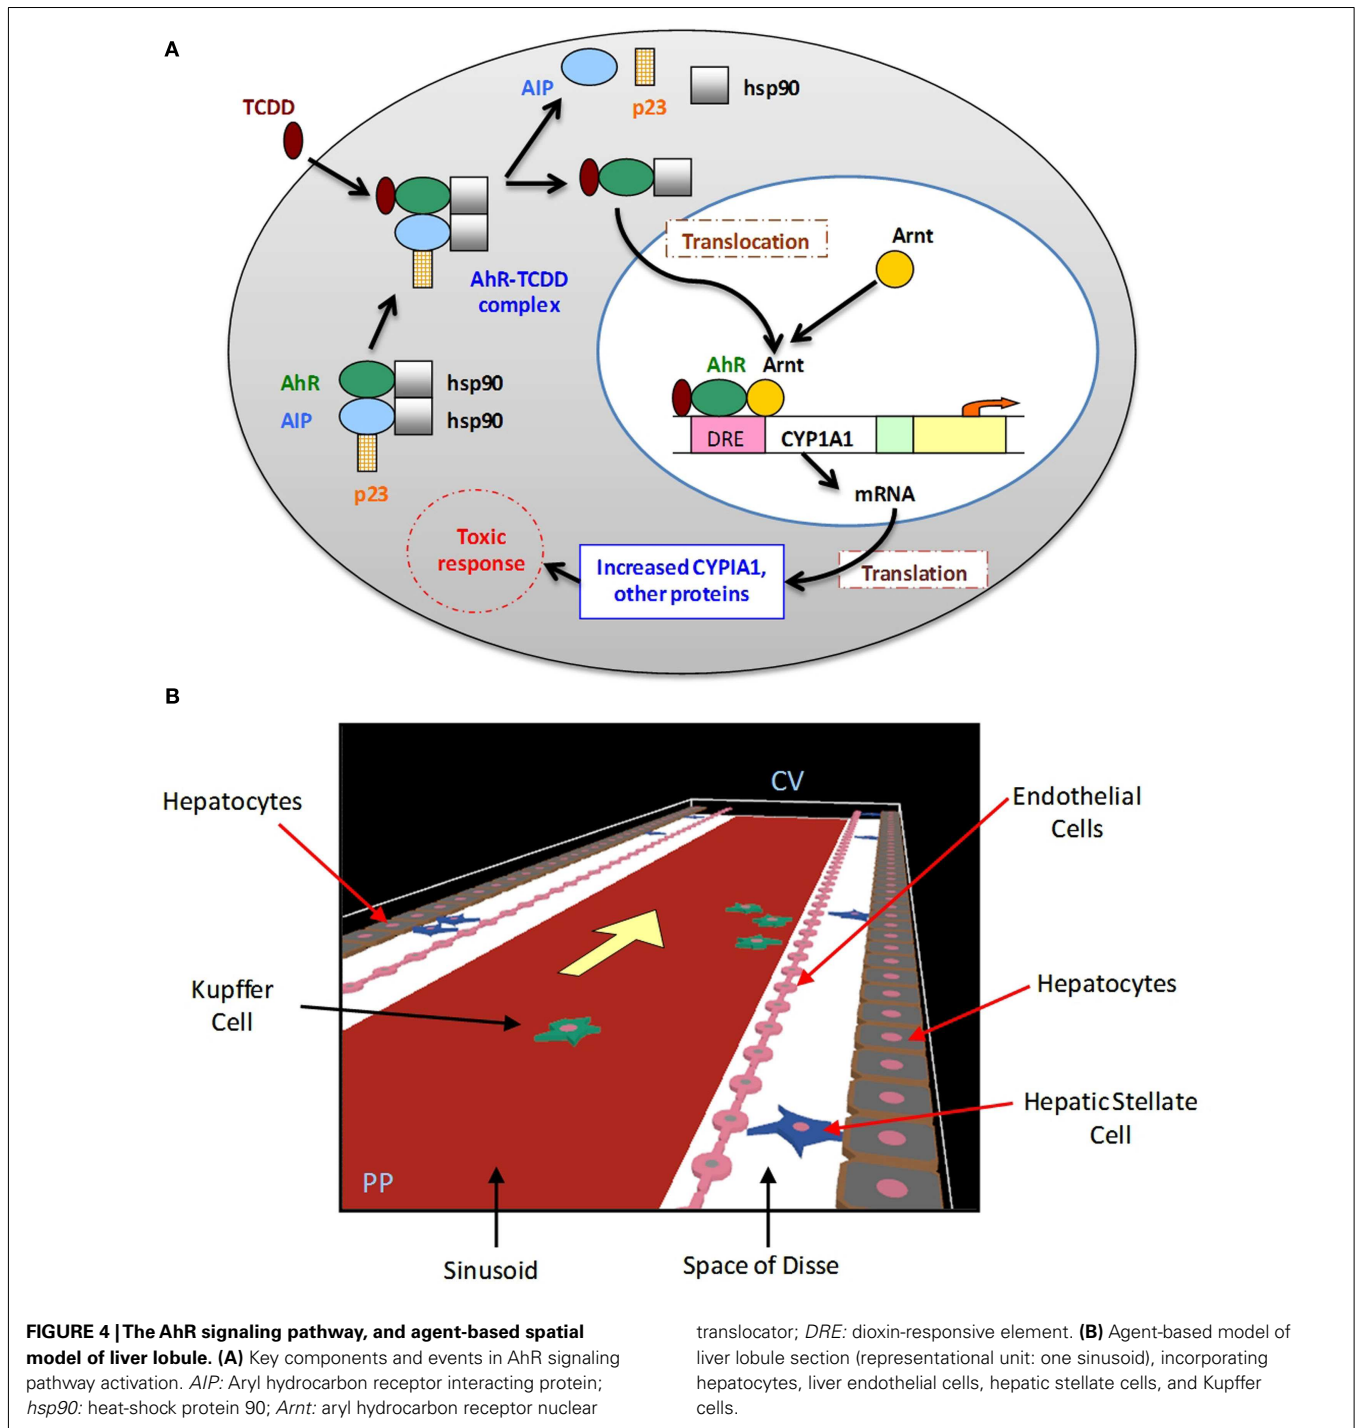 A
TCDD
AIP
p23
hsp90
Translocation
Arnt
AhR-TCDD
complex
AhR
hsp90
AIP
hsp90
p23
AhR Arnt
DRE
CYP1A1
mRNA
Toxic
response
Increased CYPIA1,
other proteins
Translation
B
CV
Hepatocytes
Endothelial
Cells
Kupffer
Cell
Hepatocytes
Hepatic Stellate
Cell
PP
Sinusoid
Space of Disse
FIGURE 4 | The AhR signaling pathway, and agent-based spatial
model of liver lobule. (A) Key components and events in AhR signaling
pathway activation. AIP: Aryl hydrocarbon receptor interacting protein;
hsp90: heat-shock protein 90; Arnt: aryl hydrocarbon receptor nuclear
translocator; DRE: dioxin-responsive element. (B) Agent-based model of
liver lobule section (representational unit: one sinusoid), incorporating
hepatocytes, liver endothelial cells, hepatic stellate cells, and Kupffer
cells.